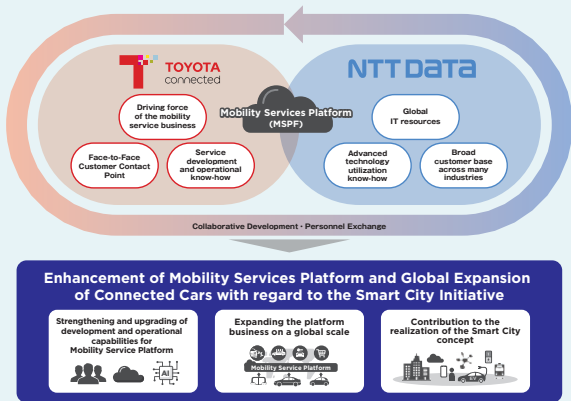 TOYOTA
connected
NTT DATA
Mobility Services Platform
(MSPF)
Driving force
of the mobility
service business
Face-to-Face
Customer Contact
Point
Service
development
and operational
know-how
Global
IT resources
Advanced
technology
utilization
know-how
Broad
customer base
across many
industries
Collaborative Development・Personnel Exchange
Enhancement of Mobility Services Platform and Global Expansion
of Connected Cars with regard to the Smart City Initiative
Strengthening and upgrading of
development and operational
capabilities for
Mobility Service Platform
AI
Expanding the platform
business on a global scale
Mobility Service Platform
Contribution to the
realization of the Smart City
concept
EV